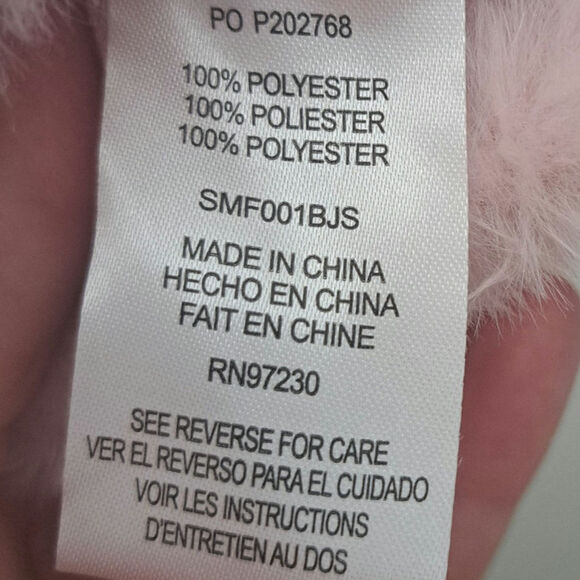 PO P202768
100% POLYESTER
100% POLIESTER
100% POLYESTER
SMF001BJS
MADE IN CHINA
HECHO EN CHINA
FAIT EN CHINE
RN97230
SEE REVERSE FOR CARE
VER EL REVERSO PARA EL CUIDADO
VOIR LES INSTRUCTIONS
D'ENTRETIEN AU DOS